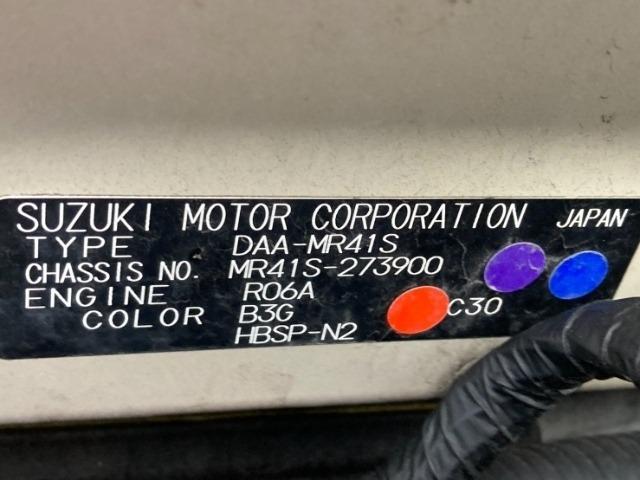 SUZUKI MOTOR CORPORATION JAPAN
TYPE DAA-MR41S
CHASSIS NO. MR41S-273900
ENGINE R06A
COLOR B3G C30
HBSP-N2